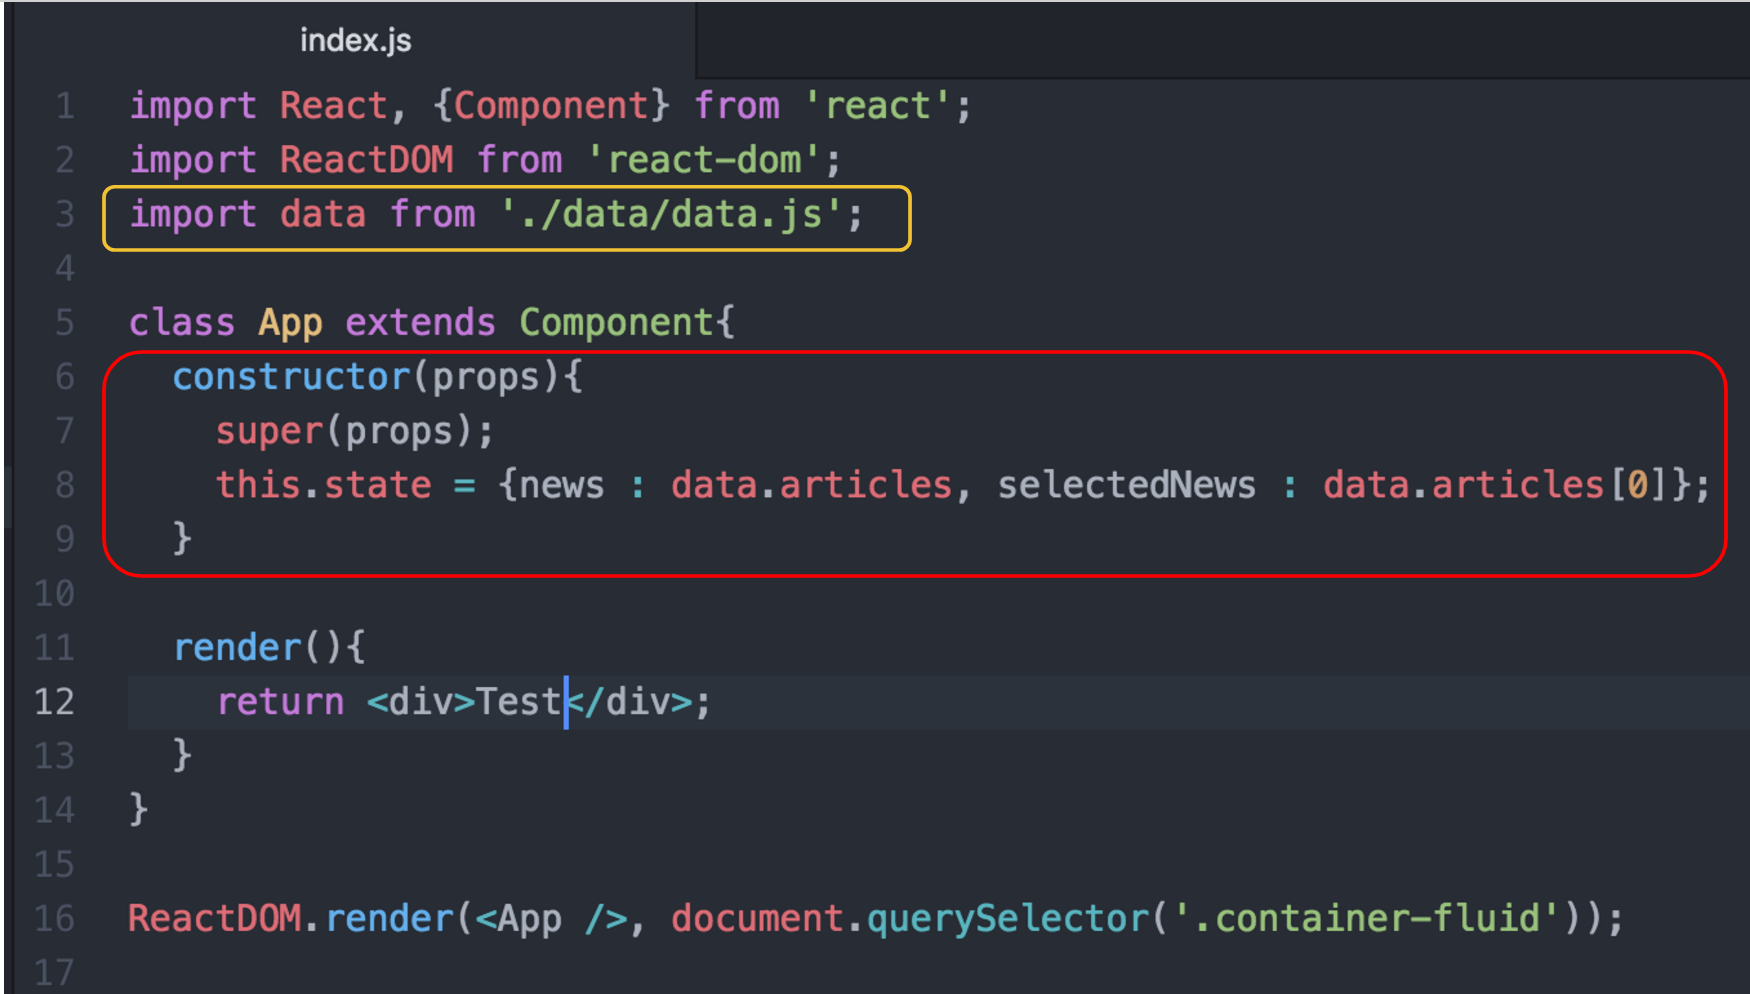 index.js
1 import React, {Component} from 'react';
2 import ReactDOM from 'react-dom';
3 import data from './data/data.js';
4
5 class App extends Component{
6   constructor(props){
7     super(props);
8     this.state = {news : data.articles, selectedNews : data.articles[0]};
9   }
10
11   render(){
12     return <div>Test</div>;
13   }
14 }
15
16 ReactDOM.render(<App />, document.querySelector('.container-fluid'));
17